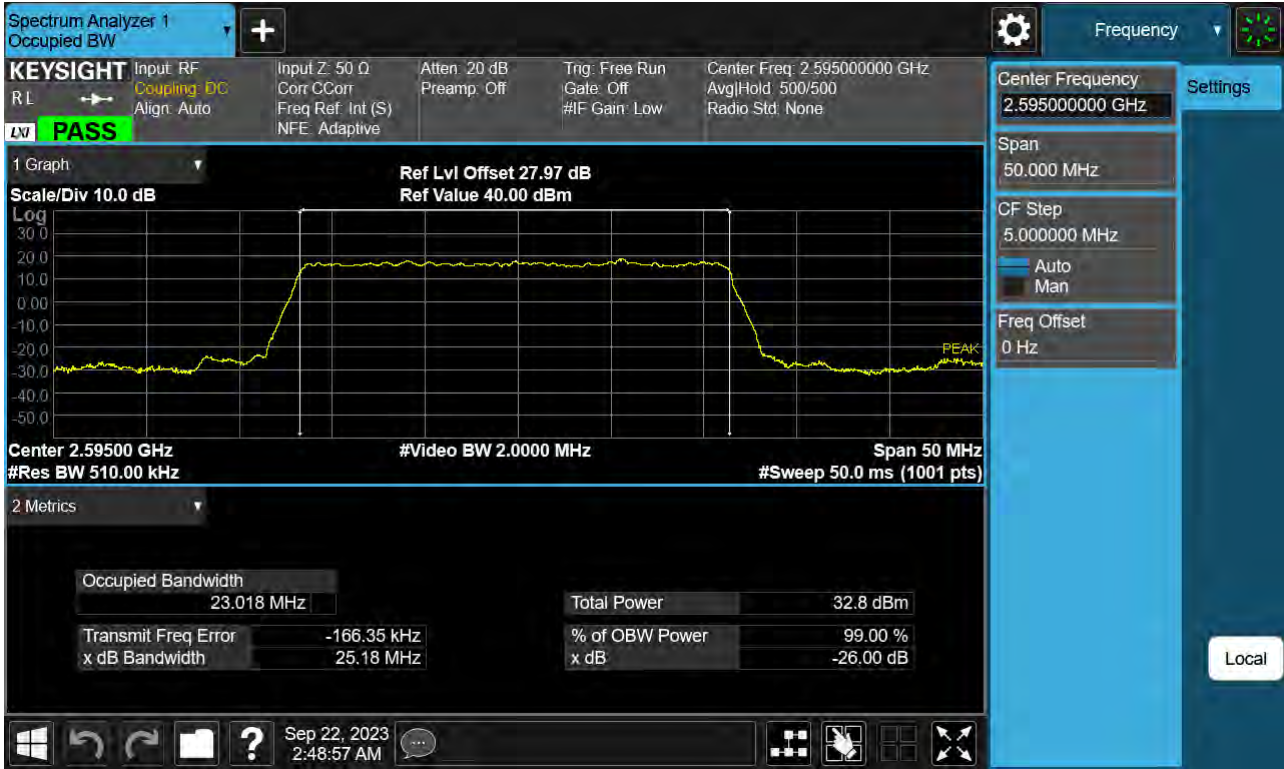 Spectrum Analyzer 1
Occupied BW
Frequency
KEYSIGHT
R L
LXI
PASS
Input: RF
Coupling: DC
Align: Auto
Input Z: 50 Ω
Corr CCorr
Freq Ref: Int (S)
NFE: Adaptive
Atten: 20 dB
Preamp: Off
Trig: Free Run
Gate: Off
#IF Gain: Low
Center Freq: 2.595000000 GHz
Avg|Hold: 500/500
Radio Std: None
1 Graph
Scale/Div 10.0 dB
Ref Lvl Offset 27.97 dB
Ref Value 40.00 dBm
Log
30.0
20.0
10.0
0.00
-10.0
-20.0
-30.0
-40.0
-50.0
PEAK
Center 2.59500 GHz
#Video BW 2.0000 MHz
Span 50 MHz
#Res BW 510.00 kHz
#Sweep 50.0 ms (1001 pts)
2 Metrics
Occupied Bandwidth
23.018 MHz
Total Power 32.8 dBm
Transmit Freq Error -166.35 kHz
% of OBW Power 99.00 %
x dB Bandwidth 25.18 MHz
x dB -26.00 dB
?
Sep 22, 2023
2:48:57 AM
Center Frequency
2.595000000 GHz
Settings
Span
50.000 MHz
CF Step
5.000000 MHz
Auto
Man
Freq Offset
0 Hz
Local